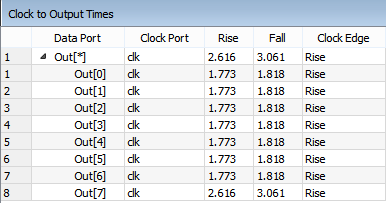 Clock to Output Times
Data Port Clock Port Rise Fall Clock Edge
1 Out[*] clk 2.616 3.061 Rise
1 Out[0] clk 1.773 1.818 Rise
2 Out[1] clk 1.773 1.818 Rise
3 Out[2] clk 1.773 1.818 Rise
4 Out[3] clk 1.773 1.818 Rise
5 Out[4] clk 1.773 1.818 Rise
6 Out[5] clk 1.773 1.818 Rise
7 Out[6] clk 1.773 1.818 Rise
8 Out[7] clk 2.616 3.061 Rise